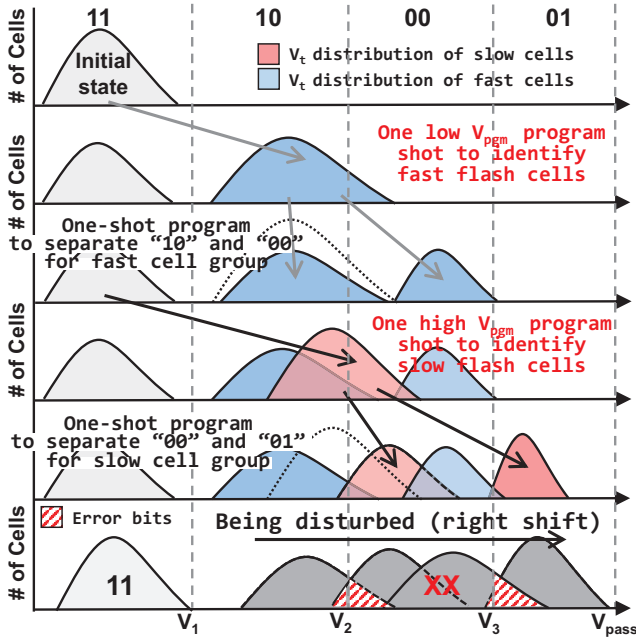 11 10 00 01
# of Cells
Initial
state
Vt distribution of slow cells
Vt distribution of fast cells
# of Cells
One low Vpgm program
shot to identify
fast flash cells
# of Cells
One-shot program
to separate “10” and “00”
for fast cell group
# of Cells
One high Vpgm program
shot to identify
slow flash cells
# of Cells
One-shot program
to separate “00” and “01”
for slow cell group
# of Cells
Error bits
Being disturbed (right shift)
11
XX
V1 V2 V3 Vpass